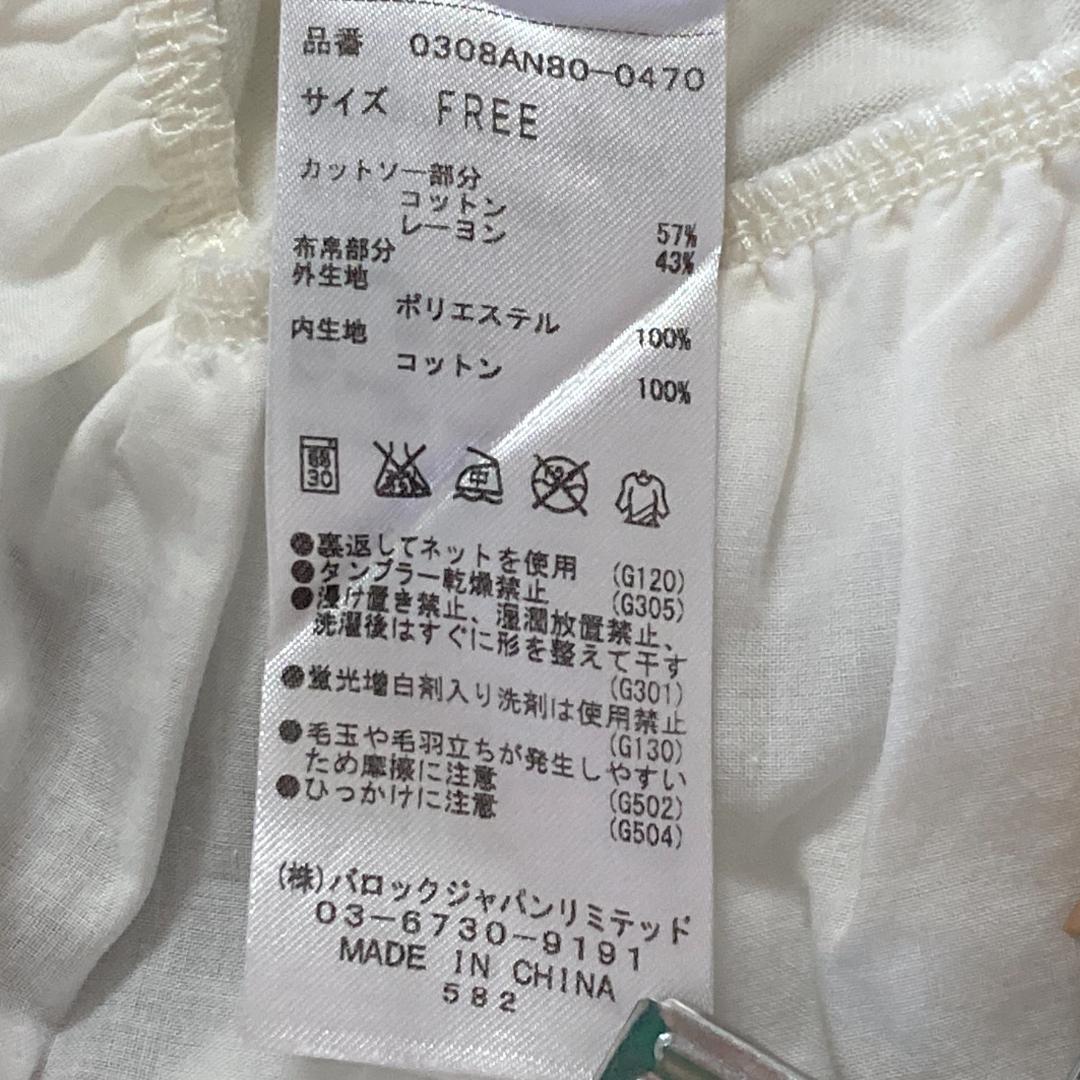 品番 0308AN80-0470
サイズ FREE
カットソー部分
コットン 57%
レーヨン 43%
布帛部分
外生地
ポリエステル 100%
内生地
コットン 100%
30
中
●裏返してネットを使用 (G120)
●タンブラー乾燥禁止 (G305)
●浸け置き禁止、湿潤放置禁止、
洗濯後はすぐに形を整えて干す
(G301)
●蛍光増白剤入り洗剤は使用禁止
(G130)
●毛玉や毛羽立ちが発生しやすい
ため摩擦に注意 (G502)
●ひっかけに注意 (G504)
(株)バロックジャパンリミテッド
03-6730-9191
MADE IN CHINA
582